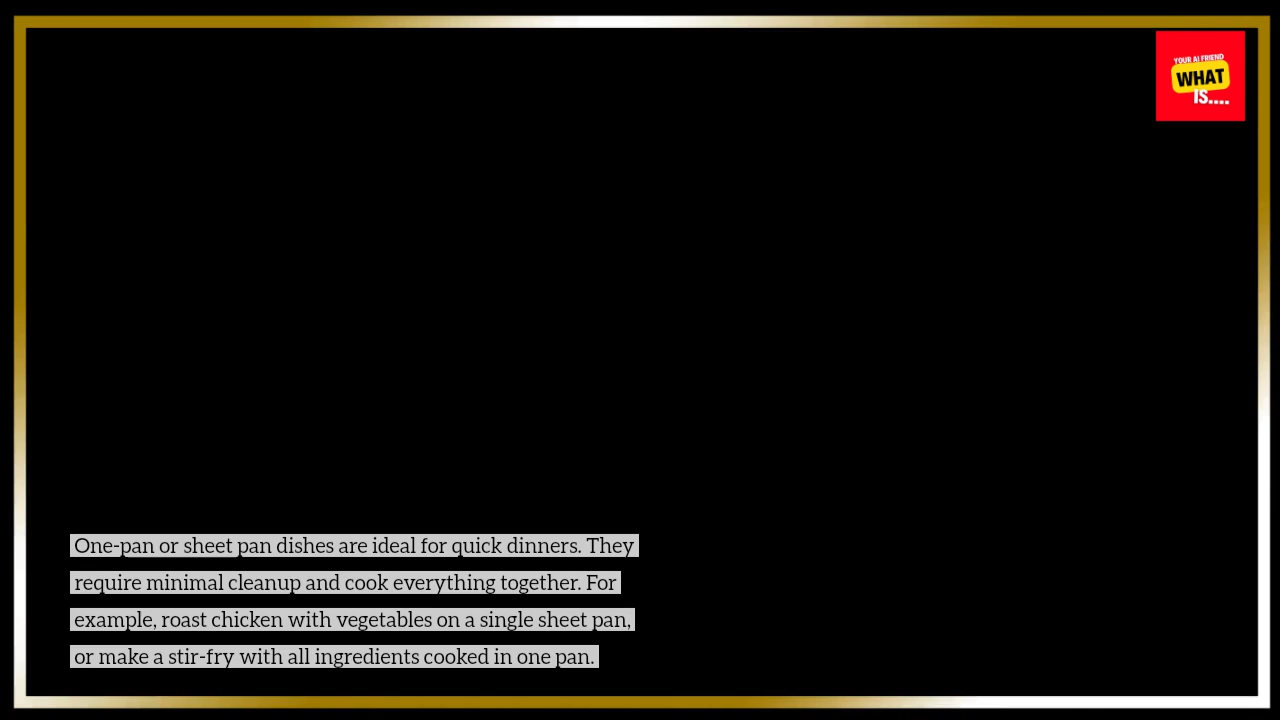 YOUR AI FRIEND
WHAT
IS....
One-pan or sheet pan dishes are ideal for quick dinners. They
require minimal cleanup and cook everything together. For
example, roast chicken with vegetables on a single sheet pan,
or make a stir-fry with all ingredients cooked in one pan.